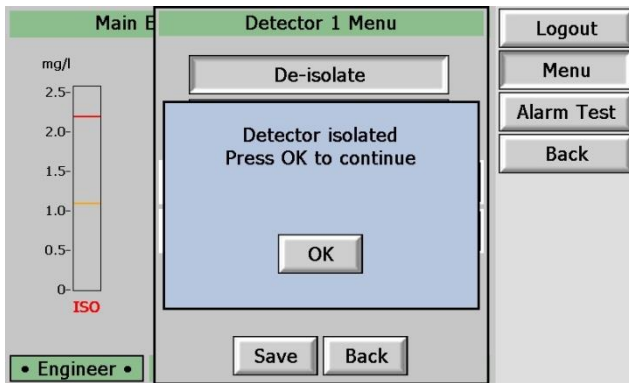 Main E
Detector 1 Menu
Logout
mg/l
De-isolate
Menu
2.5-
Alarm Test
2.0-
Detector isolated
Press OK to continue
Back
1.5-
1.0-
0.5-
OK
0-
ISO
Save
Back
• Engineer •